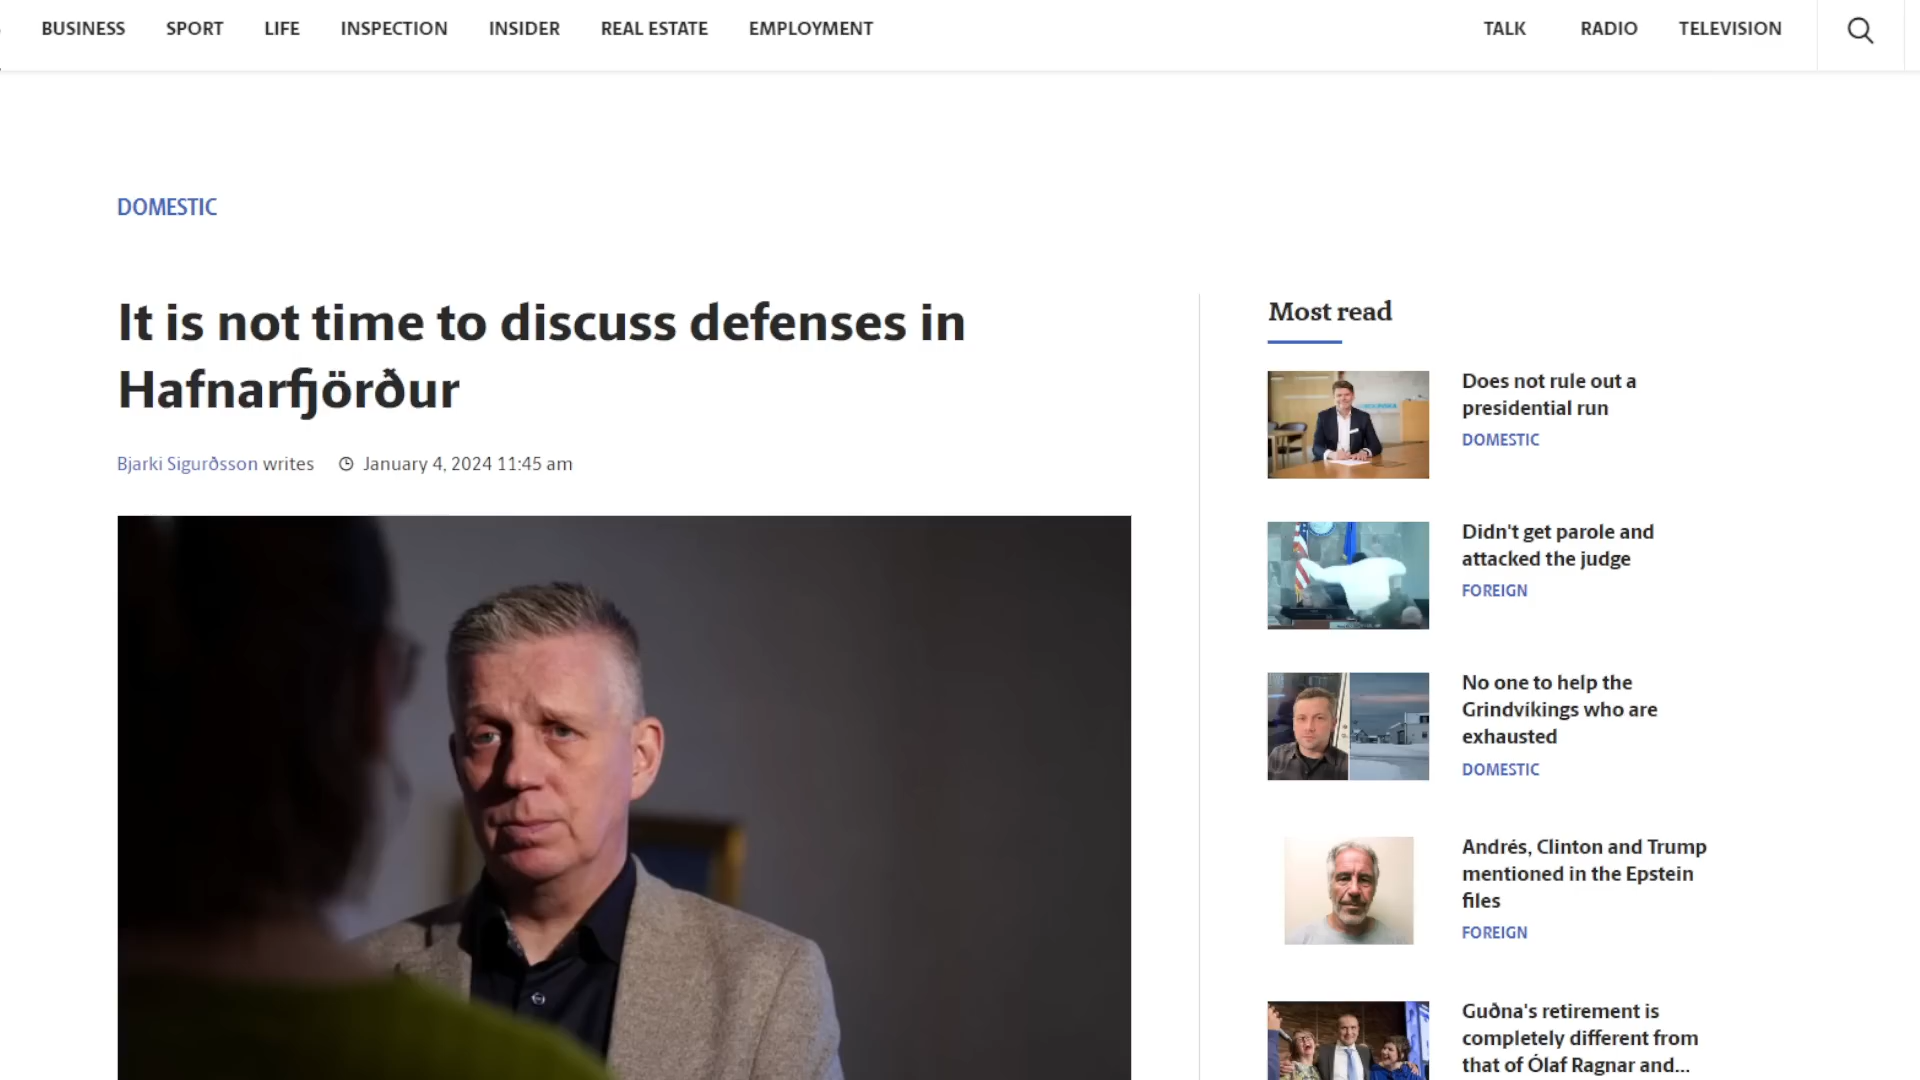 BUSINESS SPORT LIFE INSPECTION INSIDER REAL ESTATE EMPLOYMENT TALK RADIO TELEVISION
DOMESTIC
It is not time to discuss defenses in
Hafnarfjörður
Bjarki Sigurðsson writes January 4, 2024 11:45 am
Most read
Does not rule out a
presidential run
DOMESTIC
Didn't get parole and
attacked the judge
FOREIGN
No one to help the
Grindvíkings who are
exhausted
DOMESTIC
Andrés, Clinton and Trump
mentioned in the Epstein
files
FOREIGN
Guðna's retirement is
completely different from
that of Ólaf Ragnar and...